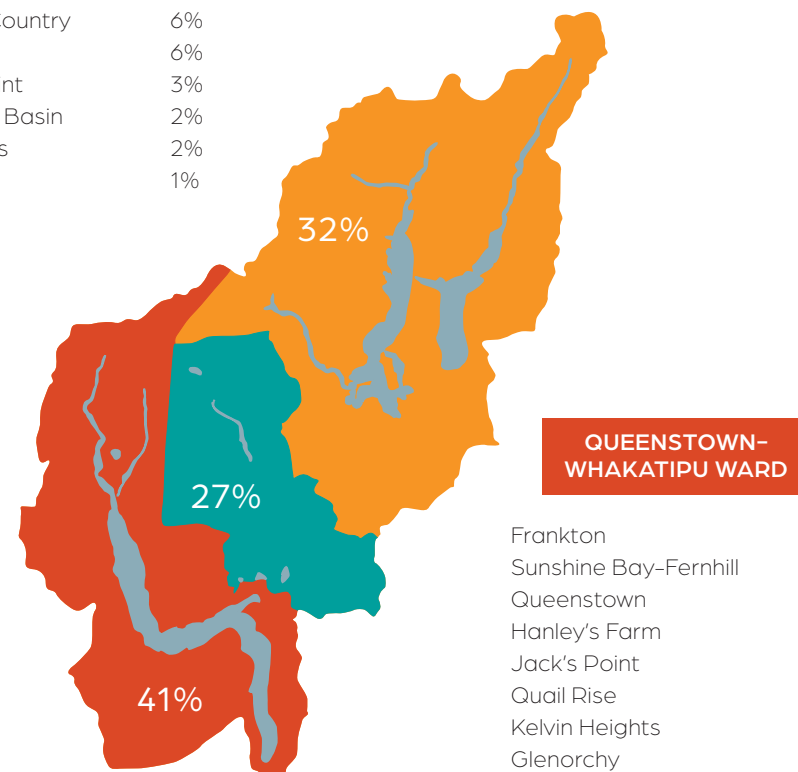 Country 6%
6%
nt 3%
Basin 2%
s 2%
1%
32%
27%
41%
QUEENSTOWN–
WHAKATIPU WARD
Frankton
Sunshine Bay-Fernhill
Queenstown
Hanley's Farm
Jack's Point
Quail Rise
Kelvin Heights
Glenorchy